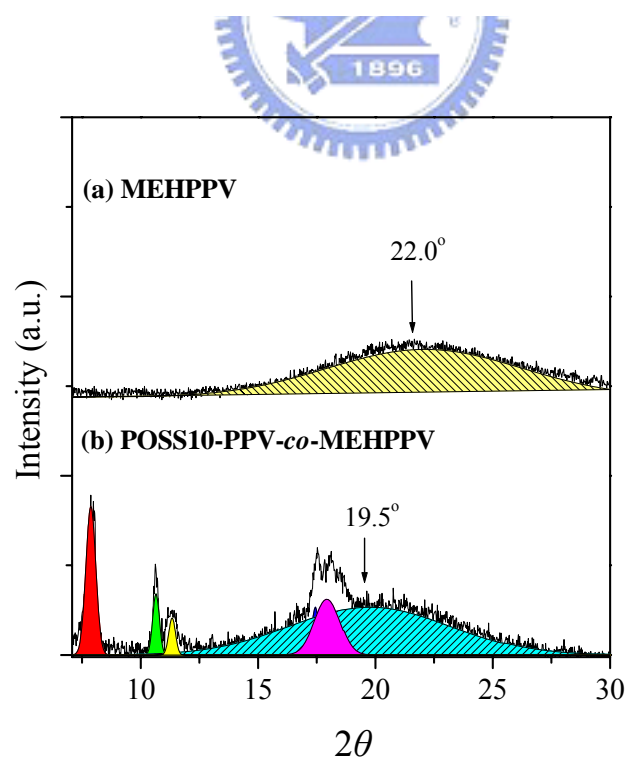 1896
(a) MEHPPV
22.0°
Intensity (a.u.)
(b) POSS10-PPV-co-MEHPPV
19.5°
10 15 20 25 30
2θ